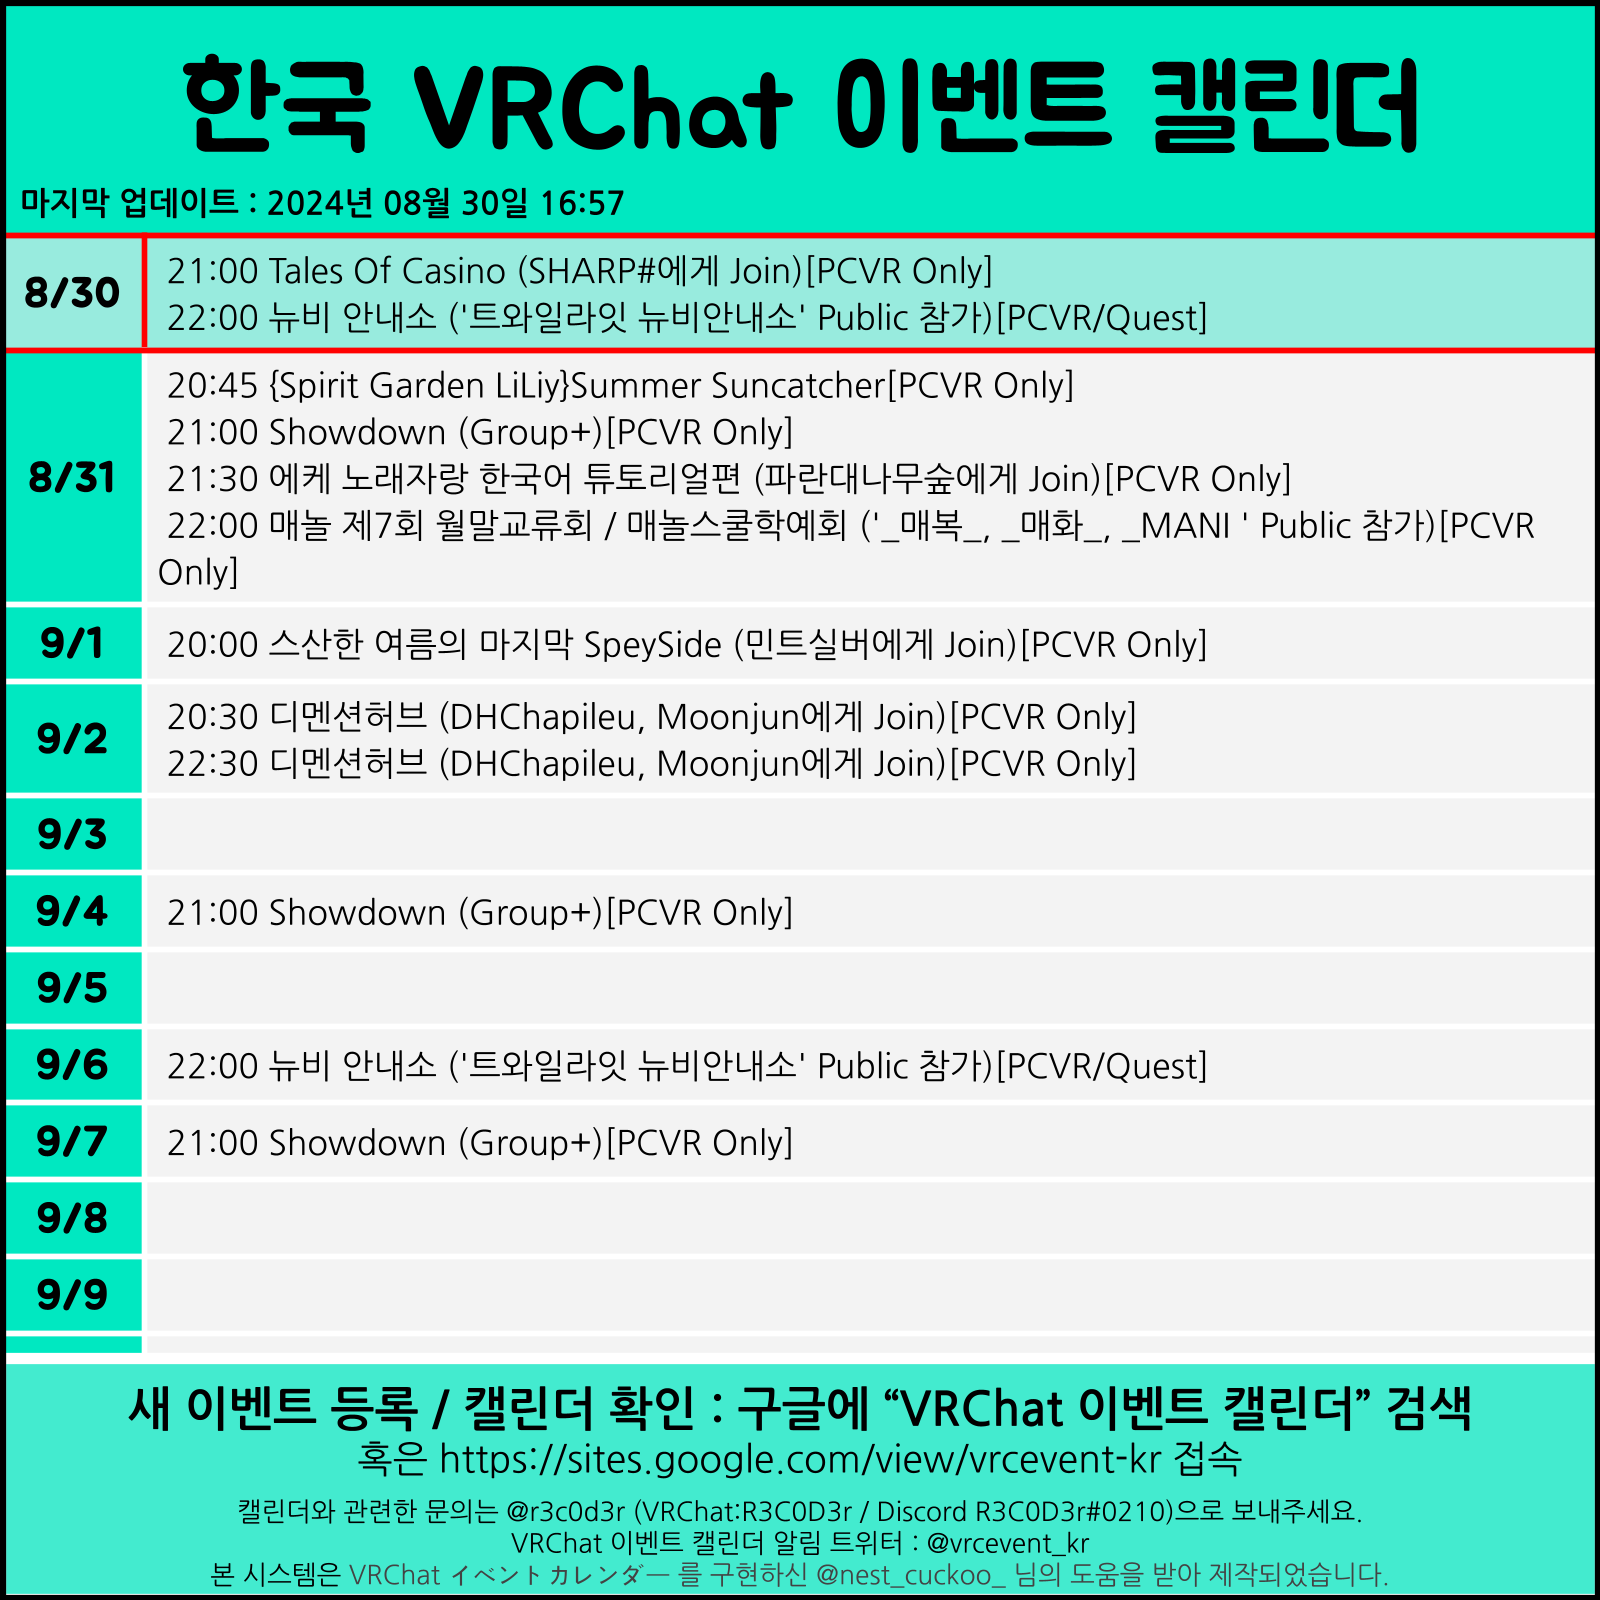 한국 VRChat 이벤트 캘린더
마지막 업데이트 : 2024년 08월 30일 16:57
8/30
21:00 Tales Of Casino (SHARP#에게 Join)[PCVR Only]
22:00 뉴비 안내소 ('트와일라잇 뉴비안내소' Public 참가)[PCVR/Quest]
8/31
20:45 {Spirit Garden LiLiy}Summer Suncatcher[PCVR Only]
21:00 Showdown (Group+)[PCVR Only]
21:30 에케 노래자랑 한국어 튜토리얼편 (파란대나무숲에게 Join)[PCVR Only]
22:00 매놀 제7회 월말교류회 / 매놀스쿨학예회 ('_매복_, _매화_, _MANI ' Public 참가)[PCVR
Only]
9/1
20:00 스산한 여름의 마지막 SpeySide (민트실버에게 Join)[PCVR Only]
9/2
20:30 디멘션허브 (DHChapileu, Moonjun에게 Join)[PCVR Only]
22:30 디멘션허브 (DHChapileu, Moonjun에게 Join)[PCVR Only]
9/3
9/4
21:00 Showdown (Group+)[PCVR Only]
9/5
9/6
22:00 뉴비 안내소 ('트와일라잇 뉴비안내소' Public 참가)[PCVR/Quest]
9/7
21:00 Showdown (Group+)[PCVR Only]
9/8
9/9
새 이벤트 등록 / 캘린더 확인 : 구글에 “VRChat 이벤트 캘린더” 검색
혹은 https://sites.google.com/view/vrcevent-kr 접속
캘린더와 관련한 문의는 @r3c0d3r (VRChat:R3C0D3r / Discord R3C0D3r#0210)으로 보내주세요.
VRChat 이벤트 캘린더 알림 트위터 : @vrcevent_kr
본 시스템은 VRChat イベントカレンダー 를 구현하신 @nest_cuckoo_ 님의 도움을 받아 제작되었습니다.